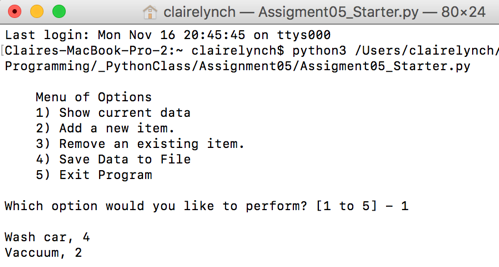 clairelynch — Assigment05_Starter.py — 80×24
Last login: Mon Nov 16 20:45:45 on ttys000
[Claires-MacBook-Pro-2:~ clairelynch$ python3 /Users/clairelynch/
Programming/_PythonClass/Assignment05/Assigment05_Starter.py
Menu of Options
1) Show current data
2) Add a new item.
3) Remove an existing item.
4) Save Data to File
5) Exit Program
Which option would you like to perform? [1 to 5] - 1
Wash car, 4
Vaccuum, 2